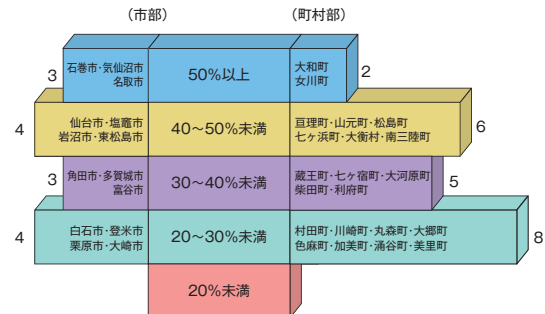 （市部）
（町村部）
3
石巻市・気仙沼市
名取市
50%以上
大和町
女川町
2
4
仙台市・塩竈市
岩沼市・東松島市
40〜50%未満
亘理町・山元町・松島町
七ヶ浜町・大衡村・南三陸町
6
3
角田市・多賀城市
富谷市
30〜40%未満
蔵王町・七ヶ宿町・大河原町
柴田町・利府町
5
4
白石市・登米市
栗原市・大崎市
20〜30%未満
村田町・川崎町・丸森町・大郷町
色麻町・加美町・涌谷町・美里町
8
20%未満